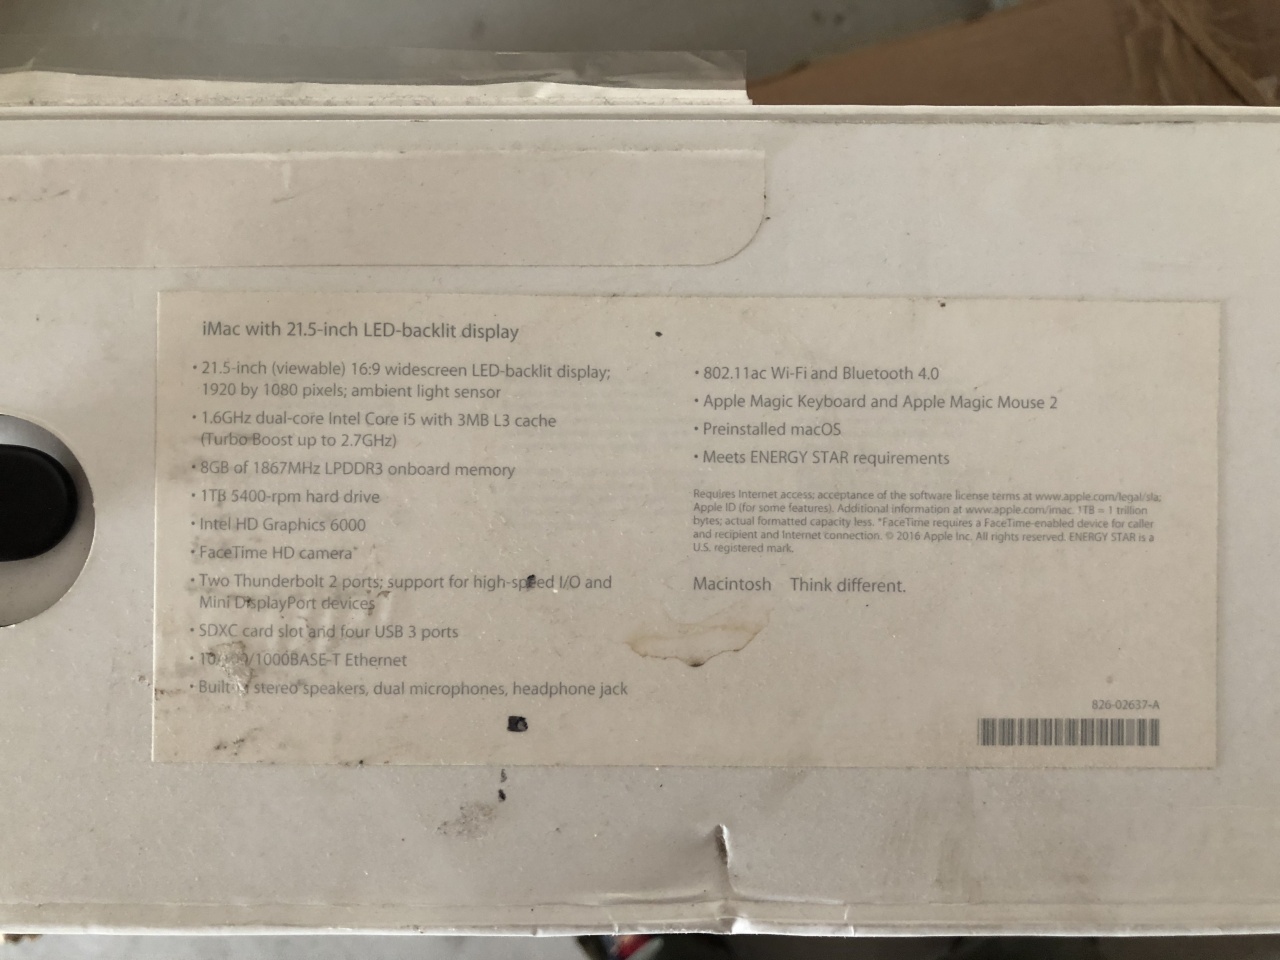 iMac with 21.5-inch LED-backlit display
• 21.5-inch (viewable) 16:9 widescreen LED-backlit display;
1920 by 1080 pixels; ambient light sensor
• 1.6GHz dual-core Intel Core i5 with 3MB L3 cache
(Turbo Boost up to 2.7GHz)
• 8GB of 1867MHz LPDDR3 onboard memory
• 1TB 5400-rpm hard drive
• Intel HD Graphics 6000
• FaceTime HD camera*
• Two Thunderbolt 2 ports; support for high-speed I/O and
Mini DisplayPort devices
• SDXC card slot and four USB 3 ports
• 10/100/1000BASE-T Ethernet
• Built-in stereo speakers, dual microphones, headphone jack
• 802.11ac Wi-Fi and Bluetooth 4.0
• Apple Magic Keyboard and Apple Magic Mouse 2
• Preinstalled macOS
• Meets ENERGY STAR requirements
Requires Internet access; acceptance of the software license terms at www.apple.com/legal/sla;
Apple ID (for some features). Additional information at www.apple.com/imac. 1TB = 1 trillion
bytes; actual formatted capacity less. *FaceTime requires a FaceTime-enabled device for caller
and recipient and Internet connection. © 2016 Apple Inc. All rights reserved. ENERGY STAR is a
U.S. registered mark.
Macintosh Think different.
826-02637-A